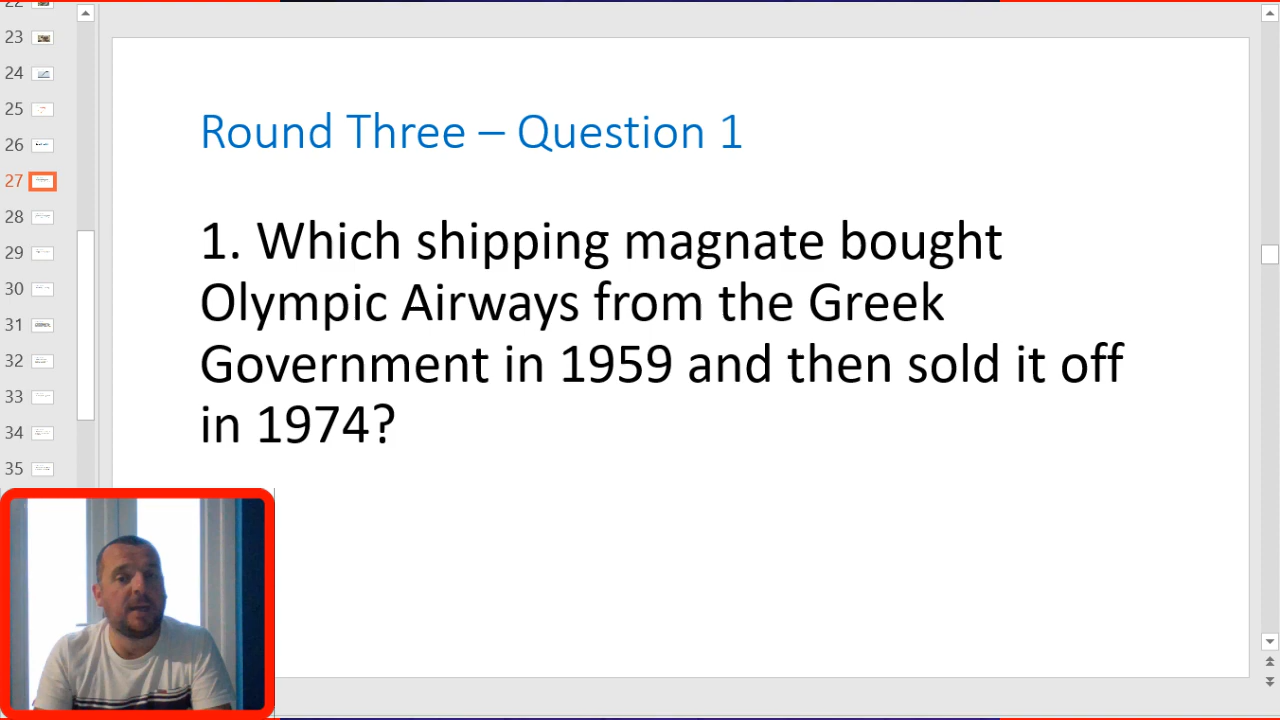 22
23
24
25
26
27
28
29
30
31
32
33
34
35
Round Three – Question 1
1. Which shipping magnate bought
Olympic Airways from the Greek
Government in 1959 and then sold it off
in 1974?